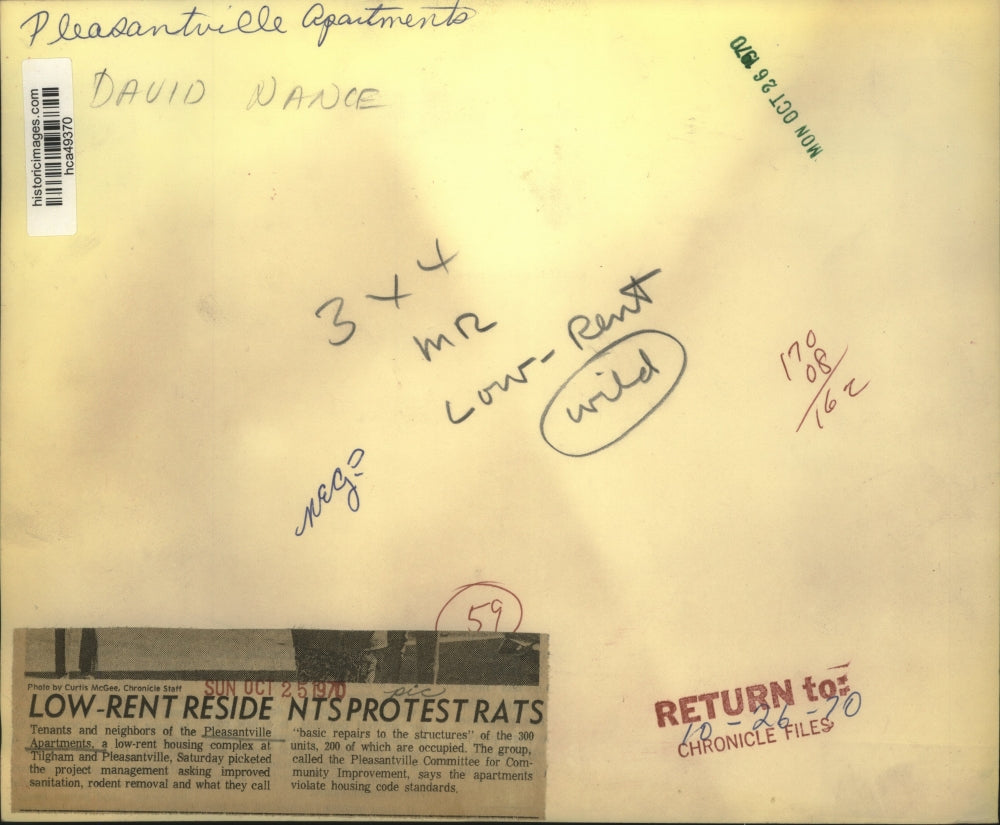 Pleasantville Apartments
DAVID NANCE
historicimages.com
hca49370
MON OCT 26 1970
3 x 4
MR
Low-Rent
wild
170
08
162
NEG?
59
Photo by Curtis McGee, Chronicle Staff
SUN OCT 25 1970
pic
LOW-RENT RESIDENTS PROTEST RATS
Tenants and neighbors of the Pleasantville
Apartments, a low-rent housing complex at
Tilgham and Pleasantville, Saturday picketed
the project management asking improved
sanitation, rodent removal and what they call
"basic repairs to the structures" of the 300
units, 200 of which are occupied. The group,
called the Pleasantville Committee for Com-
munity Improvement, says the apartments
violate housing code standards.
RETURN to:
10-26-70
CHRONICLE FILES